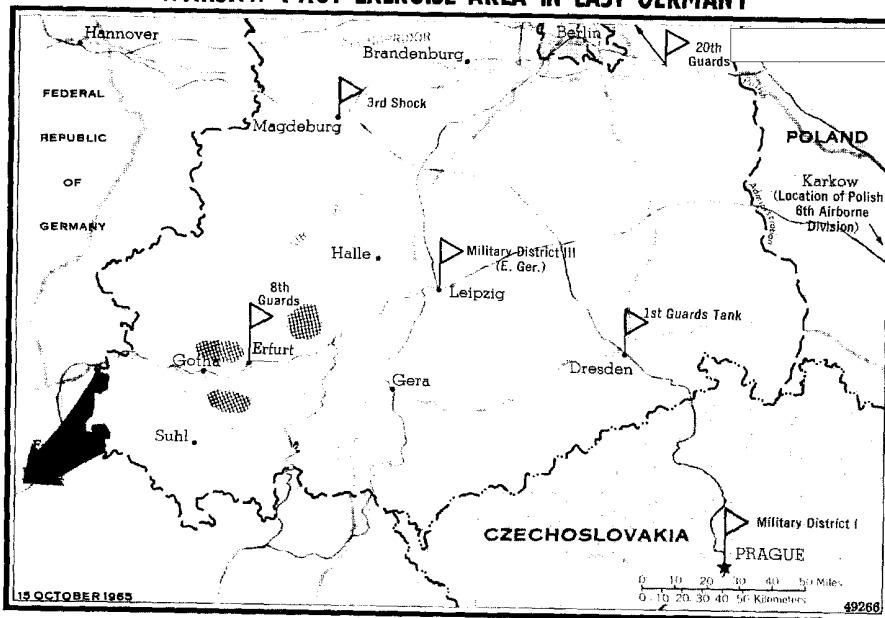 WARSAW PACT EXERCISE AREA IN EAST GERMANY
Hannover
Brandenburg
Berlin
20th
Guards
FEDERAL
REPUBLIC
OF
GERMANY
3rd Shock
Magdeburg
POLAND
Karkow
(Location of Polish
6th Airborne
Division)
Halle
Military District III
(E. Ger.)
Leipzig
8th
Guards
Gotha
Erfurt
1st Guards Tank
Dresden
Gera
Suhl
CZECHOSLOVAKIA
Military District I
PRAGUE
0 10 20 30 40 50 Miles
0 10 20 30 40 50 Kilometers
15 OCTOBER 1965
49266